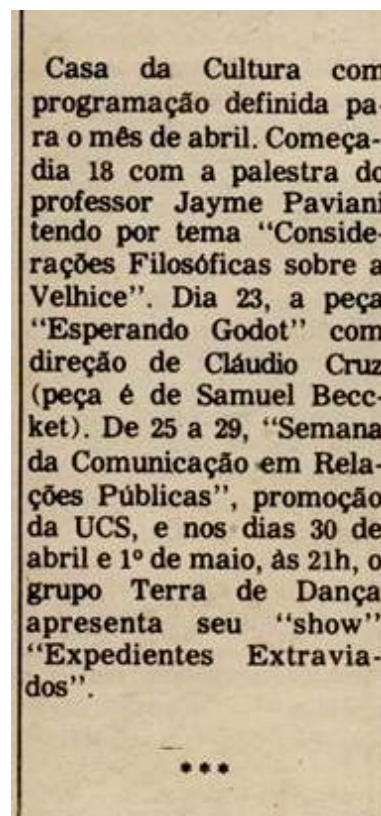 Casa da Cultura com
programação definida pa-
ra o mês de abril. Começa-
dia 18 com a palestra do
professor Jayme Paviani
tendo por tema "Conside-
rações Filosóficas sobre a
Velhice". Dia 23, a peça
"Esperando Godot" com
direção de Cláudio Cruz
(peça é de Samuel Becc-
ket). De 25 a 29, "Semana
da Comunicação em Rela-
ções Públicas", promoção
da UCS, e nos dias 30 de
abril e 1º de maio, às 21h, o
grupo Terra de Dança
apresenta seu "show"
"Expedientes Extravia-
dos".
***